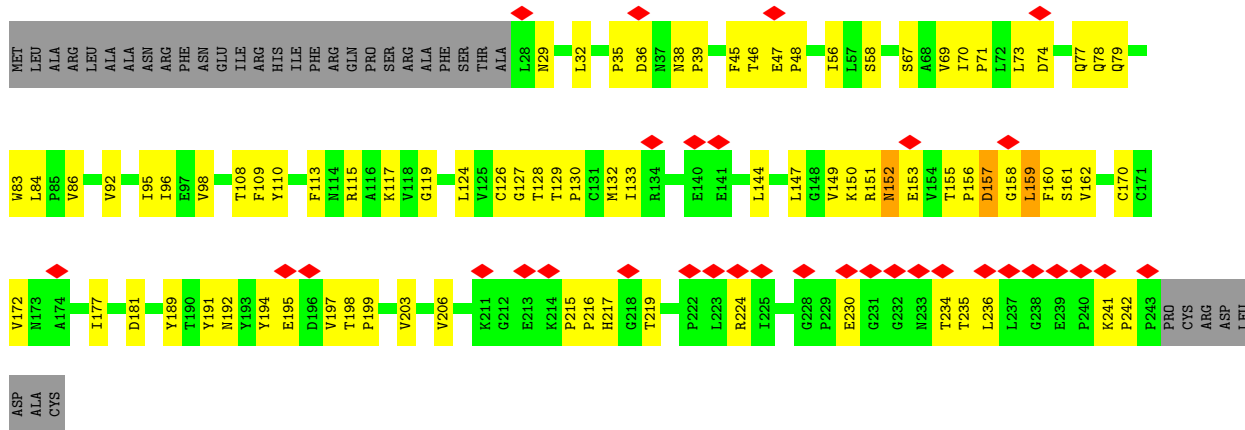 MET LEU ALA ARG LEU ALA ALA ASN ARG PHE ASN GLU ILE ARG HIS ILE PHE ARG GLN PRO SER ARG ALA PHE SER THR ALA L28 N29 L32 P35 D36 N37 N38 P39 F45 T46 E47 P48 I56 L57 S58 S67 A68 V69 I70 P71 L72 L73 D74 Q77 Q78 Q79
W83 L84 P85 V86 V92 I95 I96 E97 V98 T108 F109 Y110 F113 N114 R115 A116 K117 V118 G119 L124 V125 C126 G127 T128 T129 P130 C131 M132 I133 R134 E140 E141 L144 L147 G148 V149 K150 R151 N152 E153 V154 T155 P156 D157 G158 L159 F160 S161 V162 C170 C171
V172 N173 A174 I177 D181 Y189 T190 Y191 N192 Y193 Y194 E195 D196 V197 T198 P199 V203 V206 K211 G212 E213 K214 P215 P216 H217 G218 T219 P222 L223 R224 I225 G228 P229 E230 G231 G232 N233 T234 T235 L236 L237 G238 E239 P240 K241 P242 P243 PRO CYS ARG ASP LEU
ASP ALA CYS